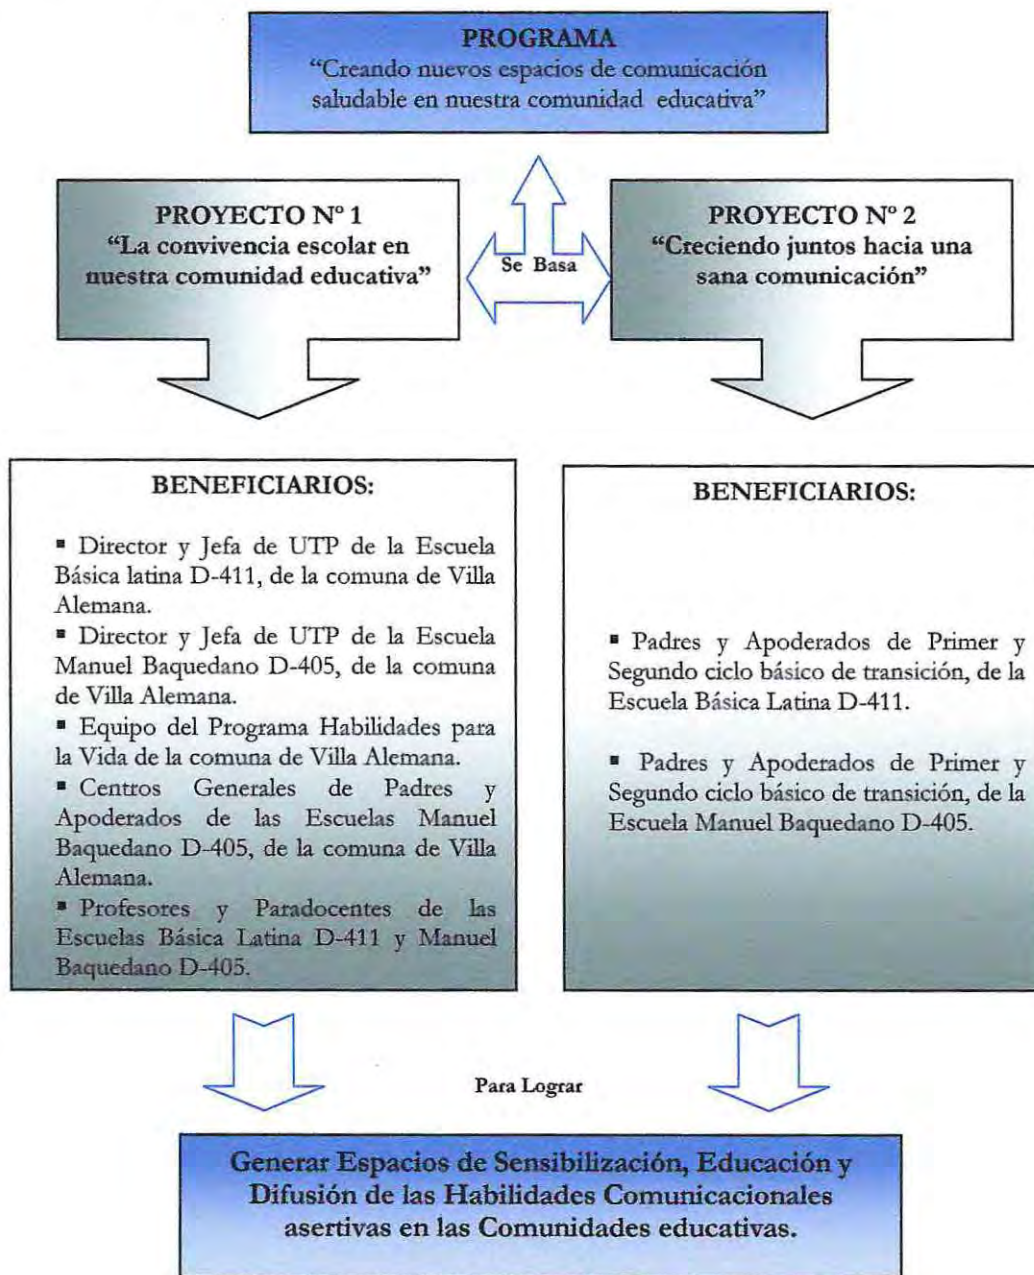 PROGRAMA
“Creando nuevos espacios de comunicación
saludable en nuestra comunidad educativa”
PROYECTO Nº 1
“La convivencia escolar en
nuestra comunidad educativa”
Se Basa
PROYECTO Nº 2
“Creciendo juntos hacia una
sana comunicación”
BENEFICIARIOS:
▪ Director y Jefa de UTP de la Escuela
Básica latina D-411, de la comuna de Villa
Alemana.
▪ Director y Jefa de UTP de la Escuela
Manuel Baquedano D-405, de la comuna
de Villa Alemana.
▪ Equipo del Programa Habilidades para
la Vida de la comuna de Villa Alemana.
▪ Centros Generales de Padres y
Apoderados de las Escuelas Manuel
Baquedano D-405, de la comuna de Villa
Alemana.
▪ Profesores y Paradocentes de las
Escuelas Básica Latina D-411 y Manuel
Baquedano D-405.
BENEFICIARIOS:
▪ Padres y Apoderados de Primer y
Segundo ciclo básico de transición, de la
Escuela Básica Latina D-411.
▪ Padres y Apoderados de Primer y
Segundo ciclo básico de transición, de la
Escuela Manuel Baquedano D-405.
Para Lograr
Generar Espacios de Sensibilización, Educación y
Difusión de las Habilidades Comunicacionales
asertivas en las Comunidades educativas.